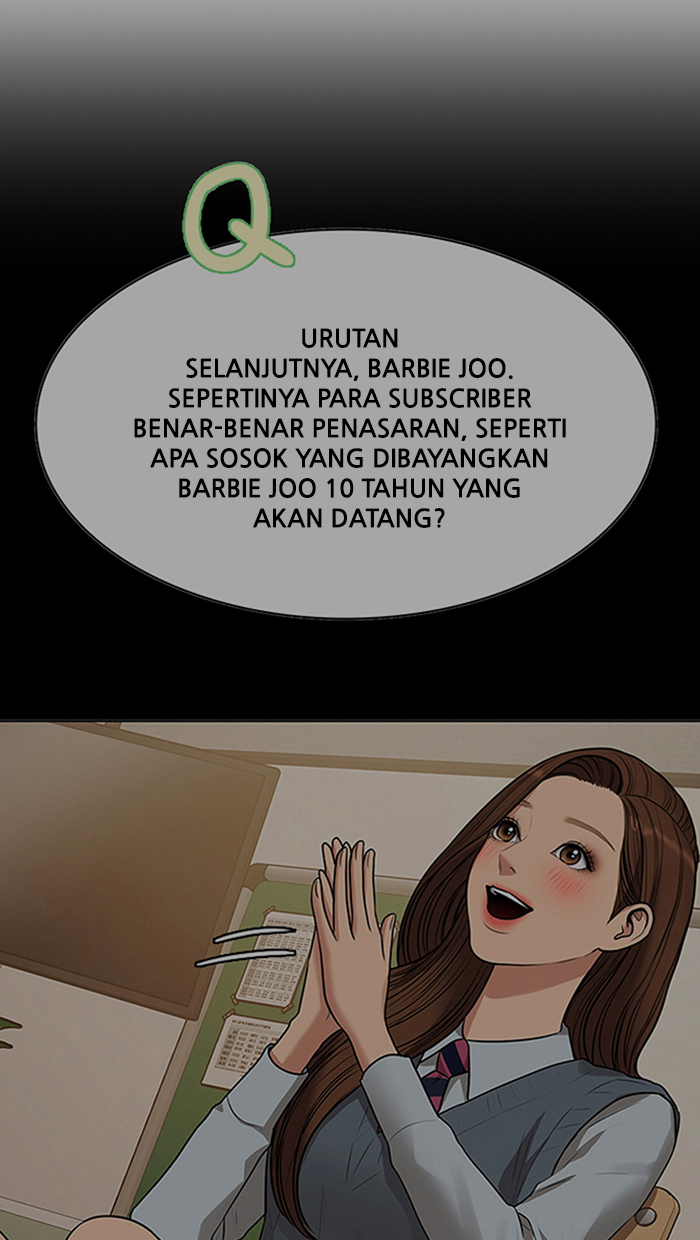 Q
URUTAN
SELANJUTNYA, BARBIE JOO.
SEPERTINYA PARA SUBSCRIBER
BENAR-BENAR PENASARAN, SEPERTI
APA SOSOK YANG DIBAYANGKAN
BARBIE JOO 10 TAHUN YANG
AKAN DATANG?